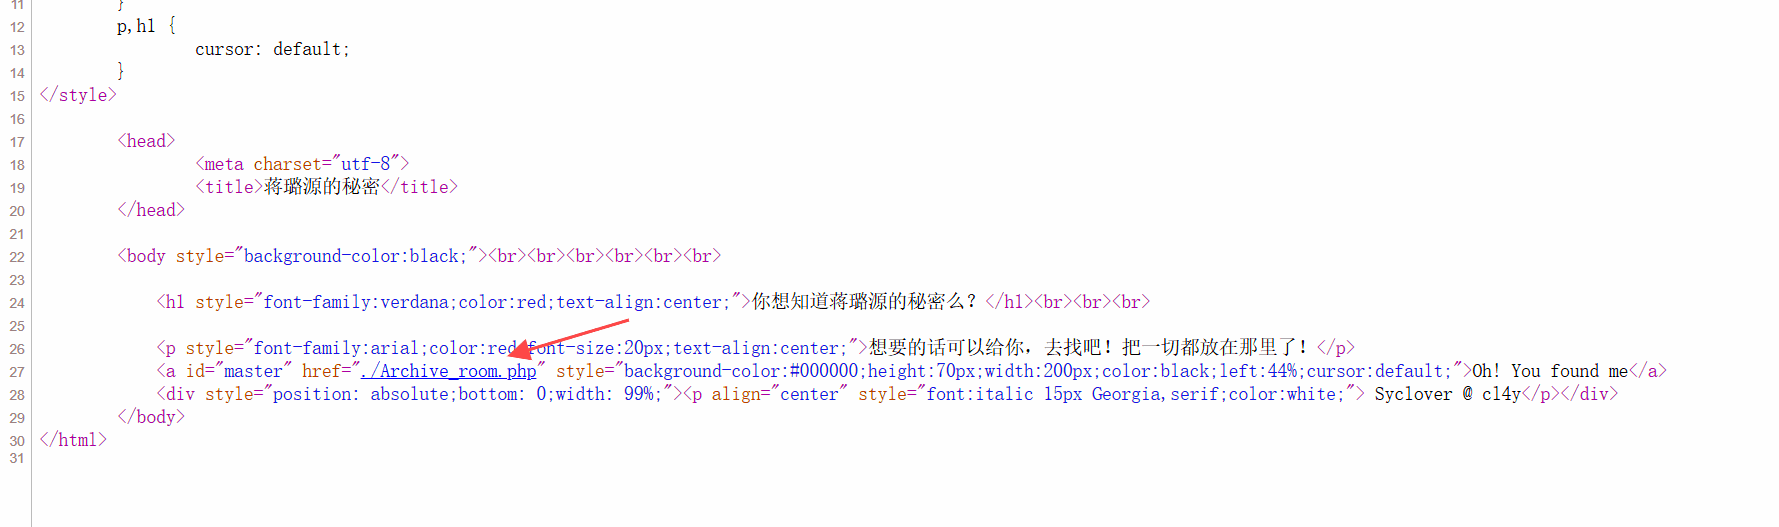 11 }
12 p,h1 {
13 cursor: default;
14 }
15 </style>
16
17 <head>
18 <meta charset="utf-8">
19 <title>蒋璐源的秘密</title>
20 </head>
21
22 <body style="background-color:black;"><br><br><br><br><br><br>
23
24 <h1 style="font-family:verdana;color:red;text-align:center;">你想知道蒋璐源的秘密么？</h1><br><br><br>
25
26 <p style="font-family:arial;color:red;font-size:20px;text-align:center;">想要的话可以给你，去找吧！把一切都放在那里了！</p>
27 <a id="master" href="./Archive_room.php" style="background-color:#000000;height:70px;width:200px;color:black;left:44%;cursor:default;">Oh! You found me</a>
28 <div style="position: absolute;bottom: 0;width: 99%;"><p align="center" style="font:italic 15px Georgia,serif;color:white;"> Syclover @ cl4y</p></div>
29 </body>
30 </html>
31